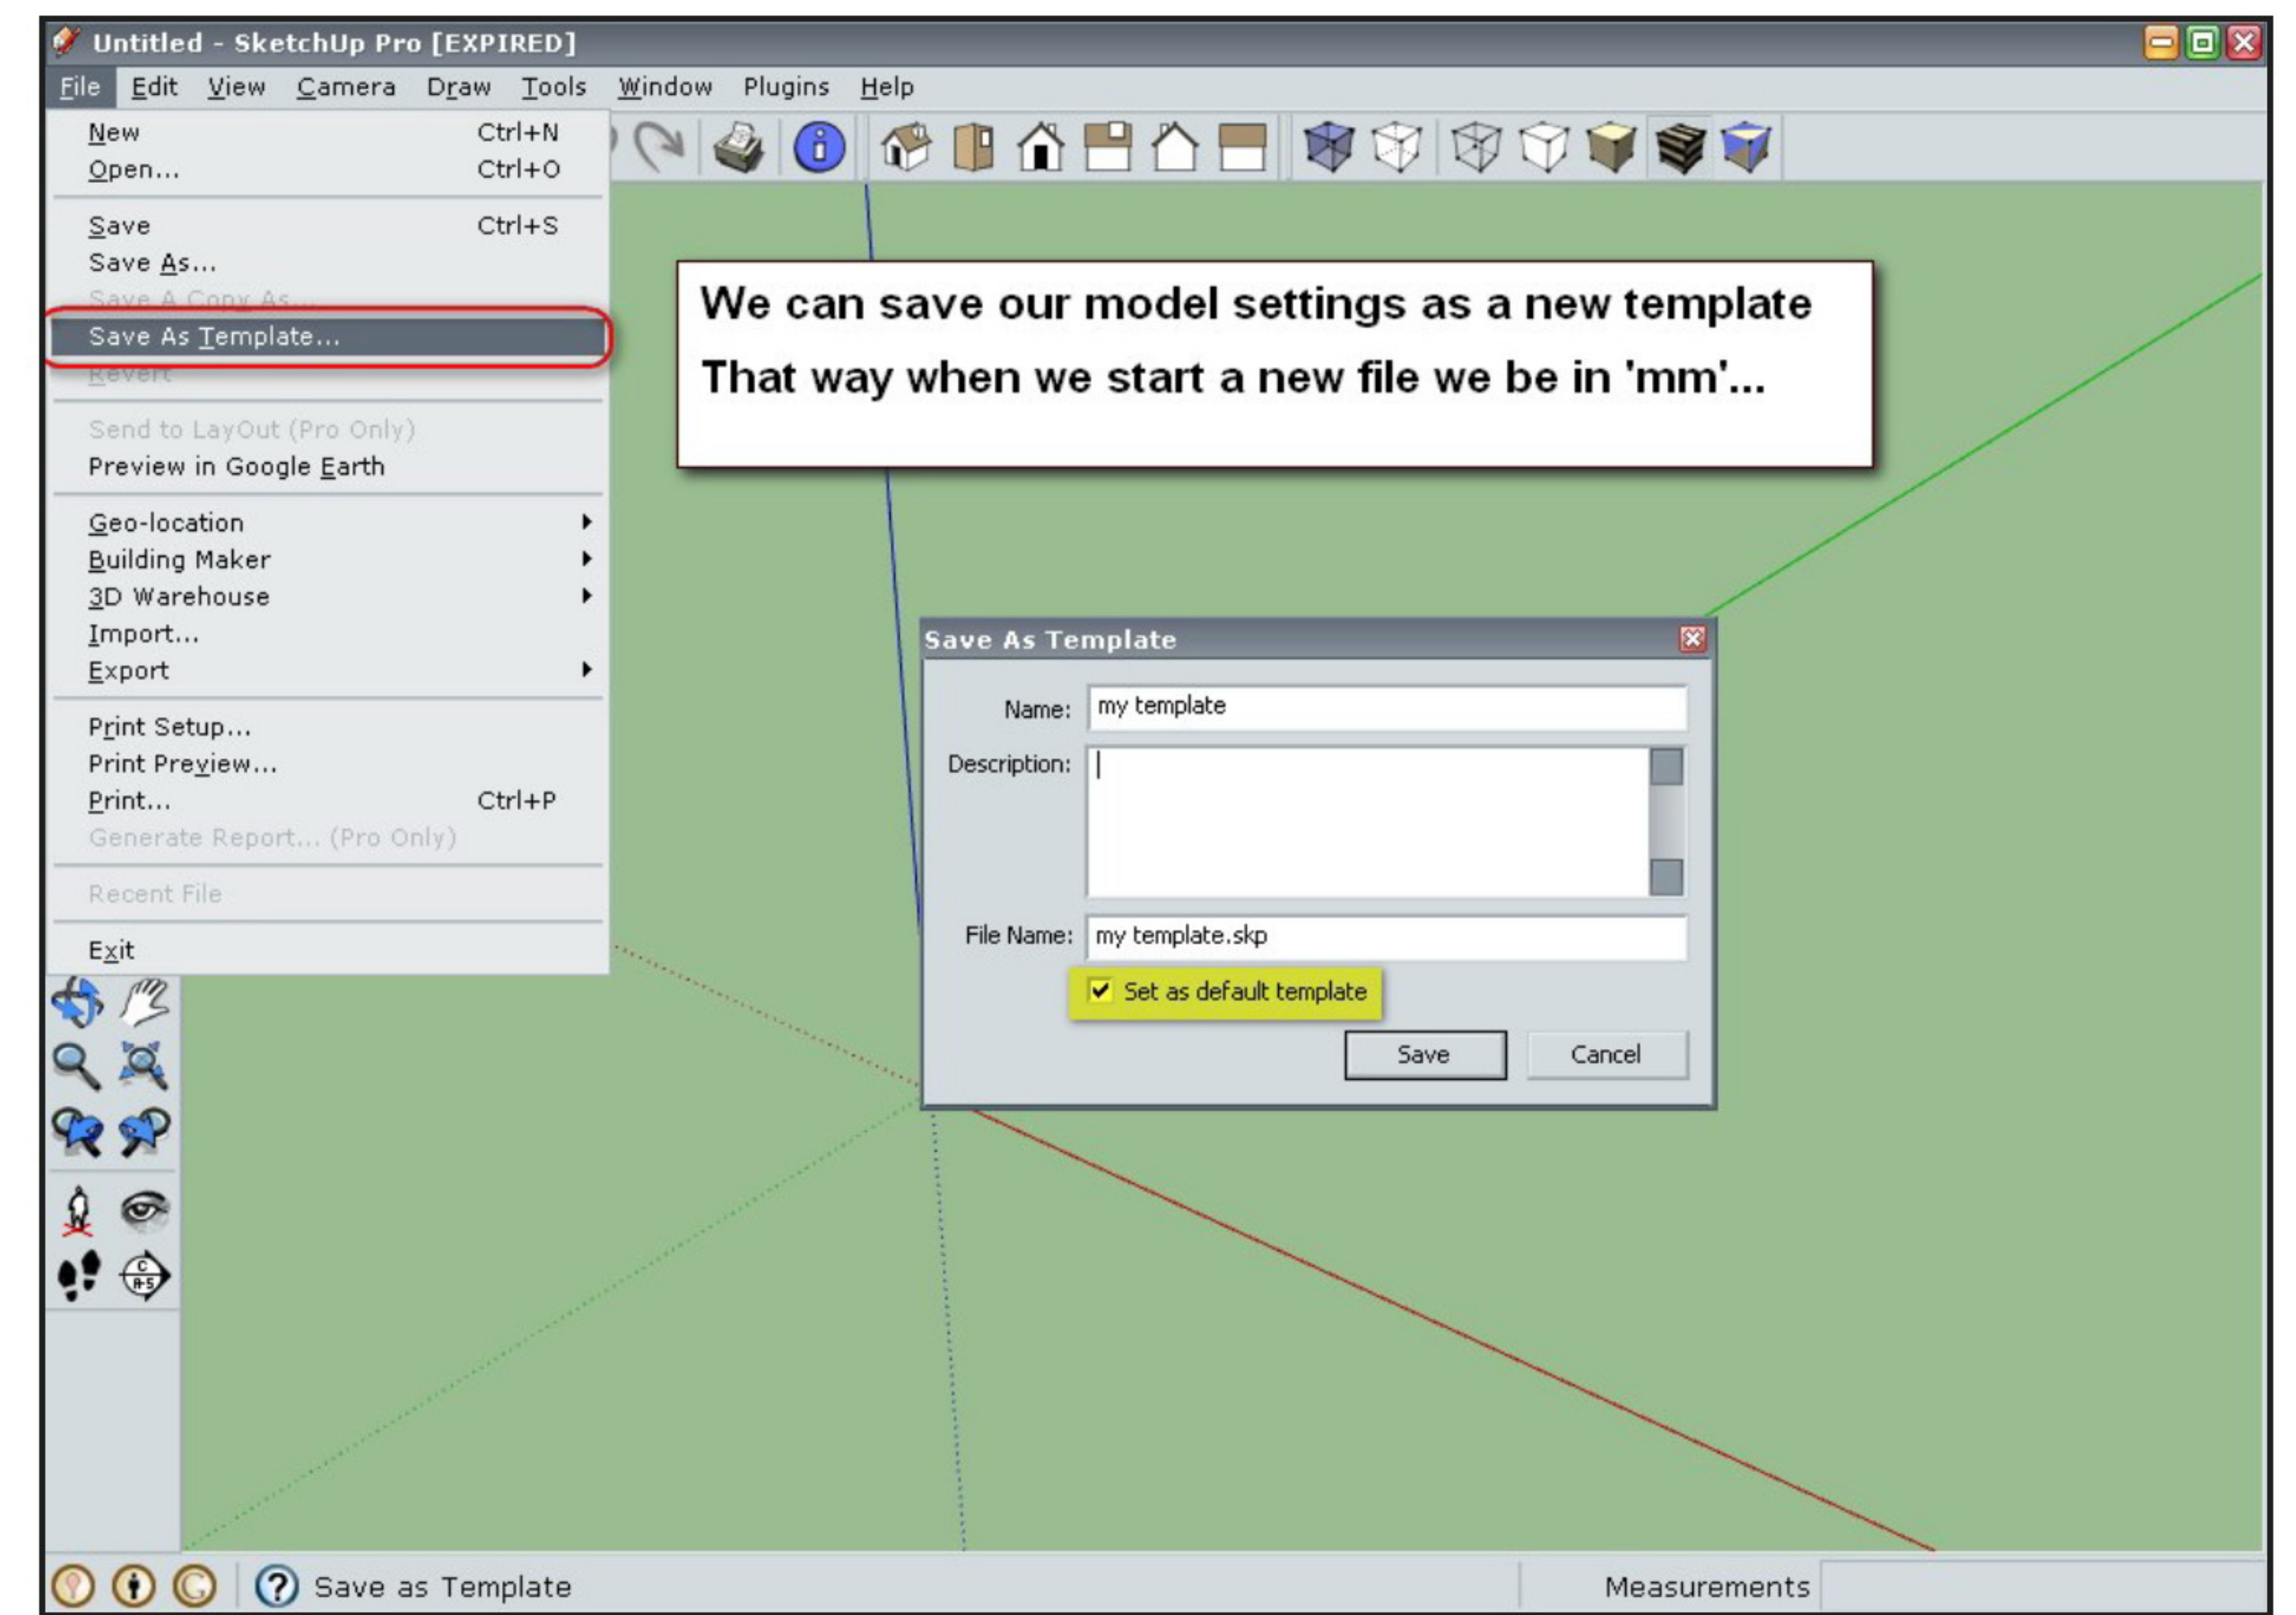 Untitled - SketchUp Pro [EXPIRED]
File Edit View Camera Draw Tools Window Plugins Help
New Ctrl+N
Open... Ctrl+O
Save Ctrl+S
Save As...
Save A Copy As...
Save As Template...
Revert
Send to LayOut (Pro Only)
Preview in Google Earth
Geo-location
Building Maker
3D Warehouse
Import...
Export
Print Setup...
Print Preview...
Print... Ctrl+P
Generate Report... (Pro Only)
Recent File
Exit
We can save our model settings as a new template
That way when we start a new file we be in 'mm'...
Save As Template
Name: my template
Description:
File Name: my template.skp
Set as default template
Save Cancel
C
A-5
Save as Template
Measurements